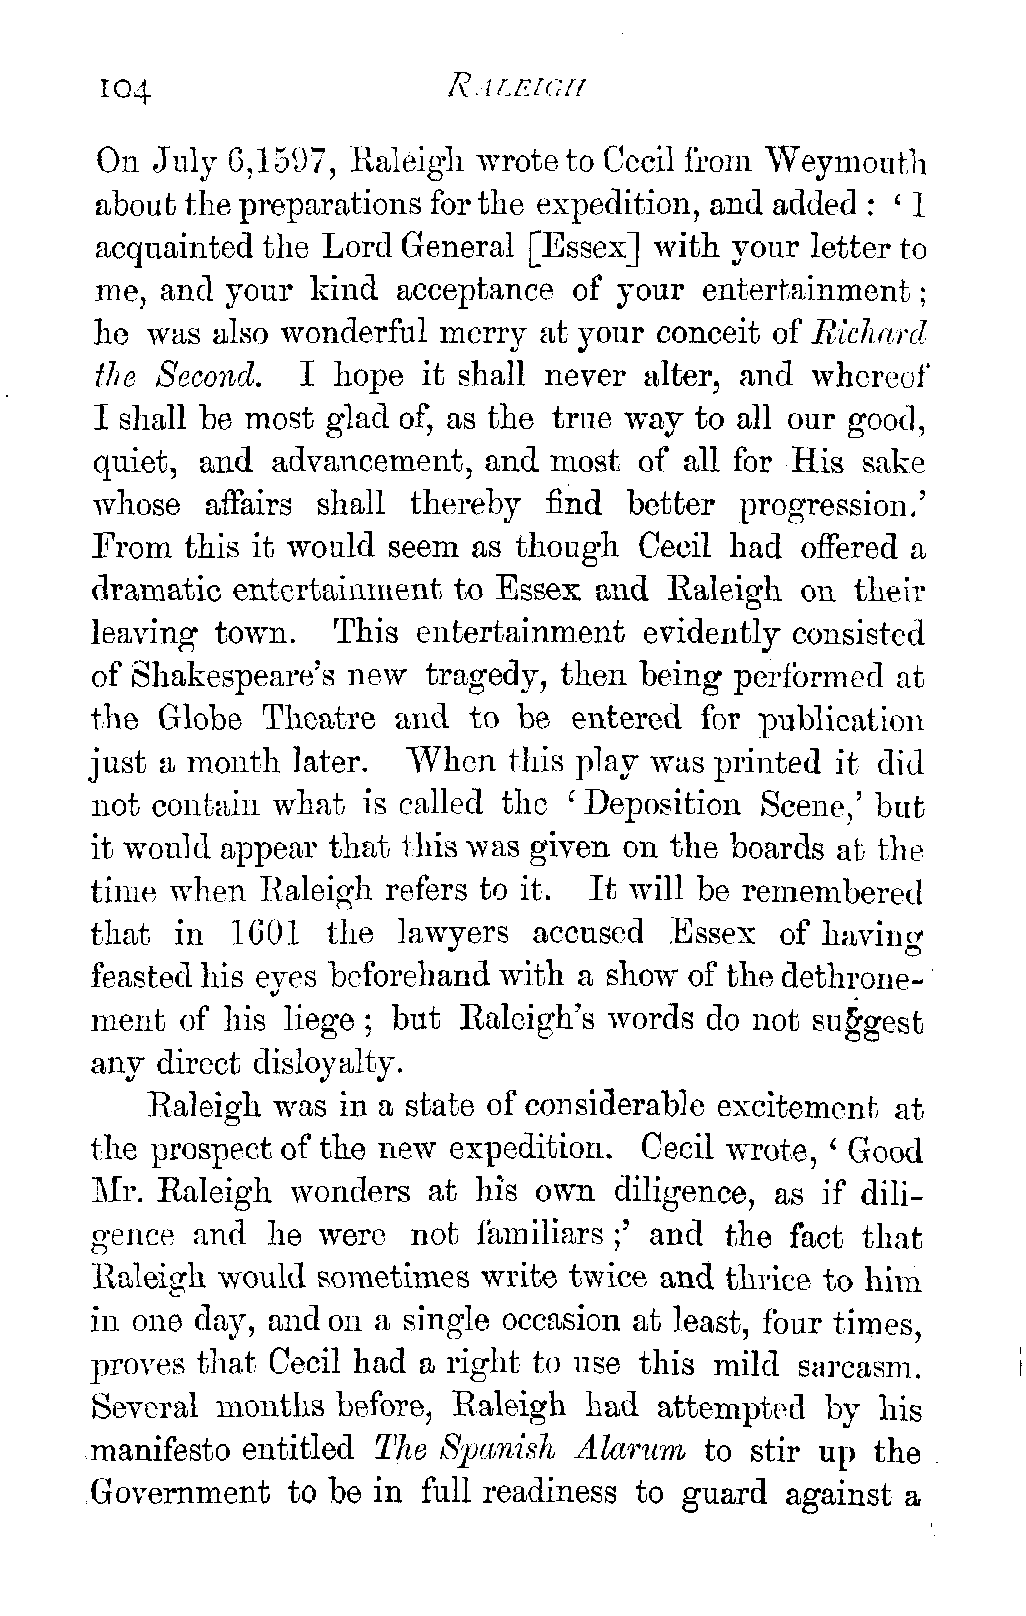 104 RALEIGH
On July 6,1597, Raleigh wrote to Cecil from Weymouth
about the preparations for the expedition, and added : ‘ I
acquainted the Lord General [Essex] with your letter to
me, and your kind acceptance of your entertainment ;
he was also wonderful merry at your conceit of Richard
the Second. I hope it shall never alter, and whereof
I shall be most glad of, as the true way to all our good,
quiet, and advancement, and most of all for His sake
whose affairs shall thereby find better progression.’
From this it would seem as though Cecil had offered a
dramatic entertainment to Essex and Raleigh on their
leaving town. This entertainment evidently consisted
of Shakespeare’s new tragedy, then being performed at
the Globe Theatre and to be entered for publication
just a month later. When this play was printed it did
not contain what is called the ‘ Deposition Scene,’ but
it would appear that this was given on the boards at the
time when Raleigh refers to it. It will be remembered
that in 1601 the lawyers accused Essex of having
feasted his eyes beforehand with a show of the dethrone-
ment of his liege ; but Raleigh’s words do not suggest
any direct disloyalty.
Raleigh was in a state of considerable excitement at
the prospect of the new expedition. Cecil wrote, ‘ Good
Mr. Raleigh wonders at his own diligence, as if dili-
gence and he were not familiars ;’ and the fact that
Raleigh would sometimes write twice and thrice to him
in one day, and on a single occasion at least, four times,
proves that Cecil had a right to use this mild sarcasm.
Several months before, Raleigh had attempted by his
manifesto entitled The Spanish Alarum to stir up the
Government to be in full readiness to guard against a